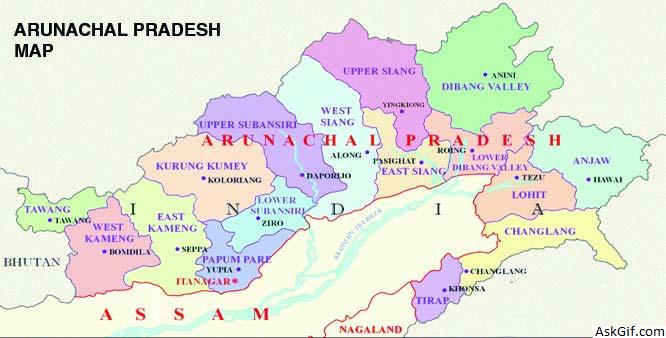 ARUNACHAL PRADESH
MAP
UPPER SIANG
ANINI
DIBANG VALLEY
YINGKIONG
WEST
SIANG
UPPER SUBANSIRI
ARUNACHAL PRADESH
ROING
LOWER
DIBANG VALLEY
ALONG
PASIGHAT
EAST SIANG
KURUNG KUMEY
KOLORIANG
DAPORIJO
TEZU
ANJAW
HAWAI
LOHIT
TAWANG
TAWANG
INDIA
LOWER
SUBANSIRI
ZIRO
EAST
KAMENG
WEST
KAMENG
SEPPA
BOMDILA
CHANGLANG
BHUTAN
PAPUM PARE
YUPIA
ITANAGAR
CHANGLANG
KHONSA
TIRAP
ASSAM
NAGALAND
AskGif.com